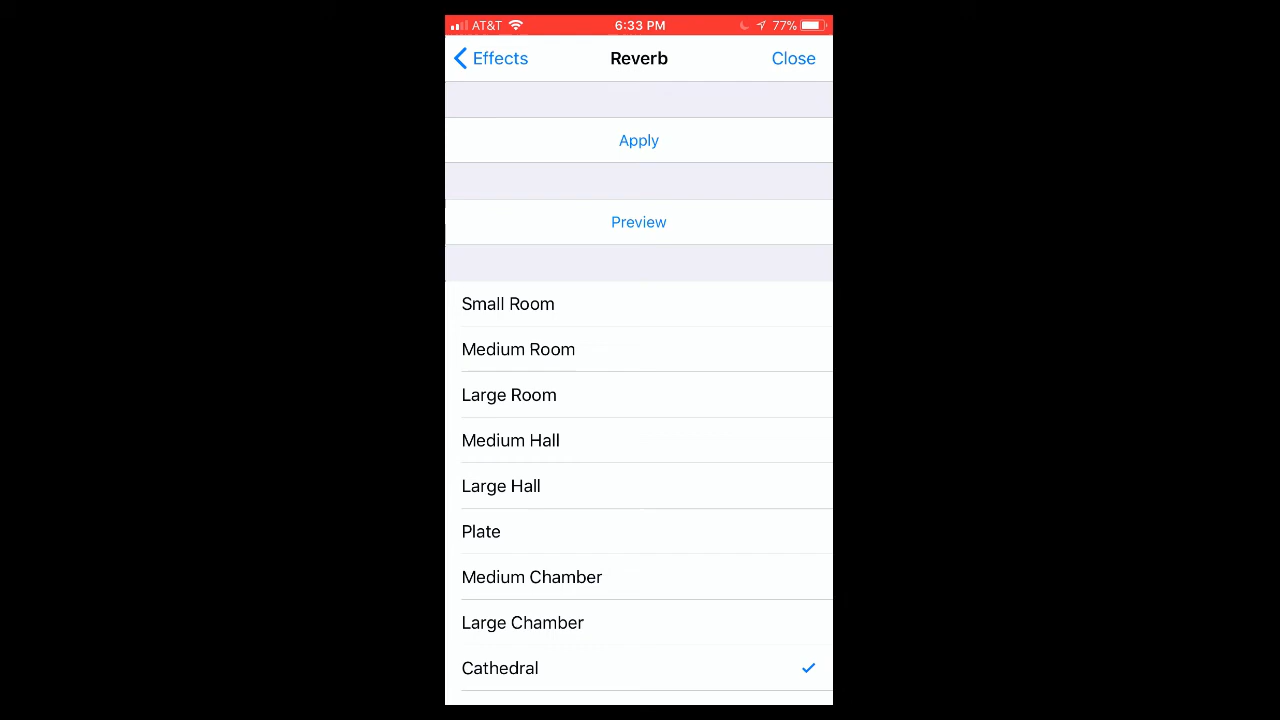 AT&T 6:33 PM 77%
Effects Reverb Close
Apply
Preview
Small Room
Medium Room
Large Room
Medium Hall
Large Hall
Plate
Medium Chamber
Large Chamber
Cathedral